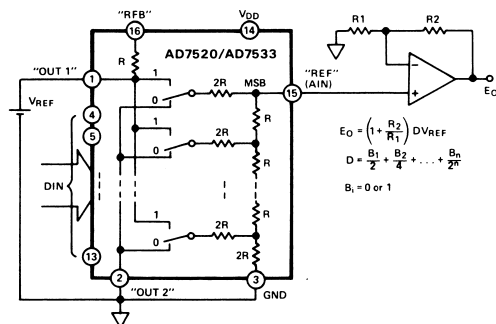 "RFB"
VDD
16
14
R
AD7520/AD7533
"OUT 1"
1
1
2R
MSB
15
"REF"
(AIN)
R1
R2
−
+
EO
0
VREF
4
5
DIN
13
1
2R
R
0
R
R
1
2R
0
2R
2
3
"OUT 2"
GND
EO = (1 + R2/R1) DVREF
D = B1/2 + B2/4 + . . . + Bn/2ⁿ
Bi = 0 or 1